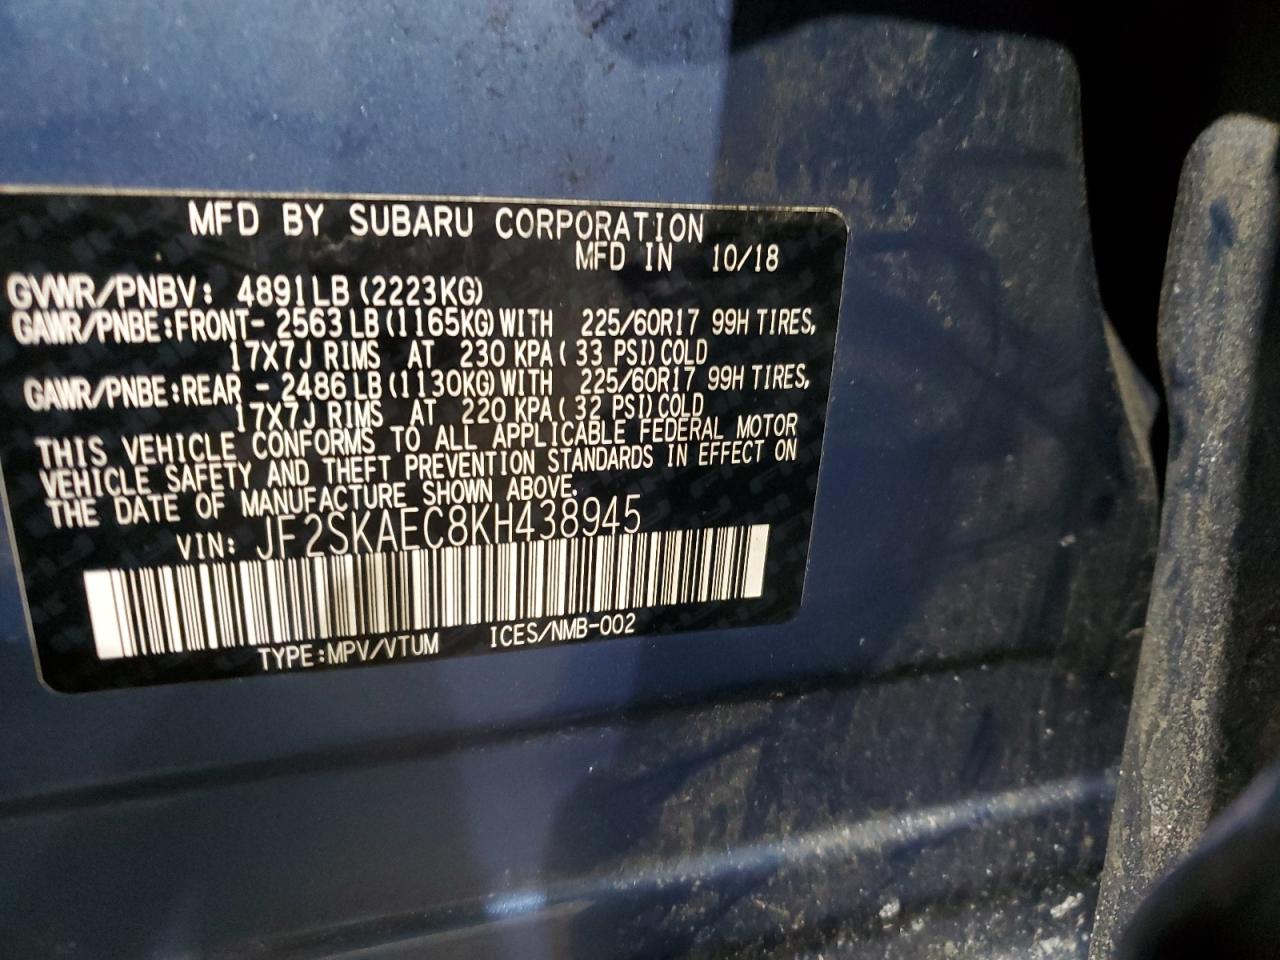 MFD BY SUBARU CORPORATION
MFD IN 10/18
GVWR/PNBV: 4891LB (2223KG)
GAWR/PNBE:FRONT- 2563 LB (1165KG) WITH 225/60R17 99H TIRES,
17X7J RIMS AT 230 KPA( 33 PSI) COLD
GAWR/PNBE:REAR - 2486 LB (1130KG) WITH 225/60R17 99H TIRES,
17X7J RIMS AT 220 KPA( 32 PSI) COLD
THIS VEHICLE CONFORMS TO ALL APPLICABLE FEDERAL MOTOR
VEHICLE SAFETY AND THEFT PREVENTION STANDARDS IN EFFECT ON
THE DATE OF MANUFACTURE SHOWN ABOVE.
VIN: JF2SKAEC8KH438945
TYPE:MPV/VTUM ICES/NMB-002